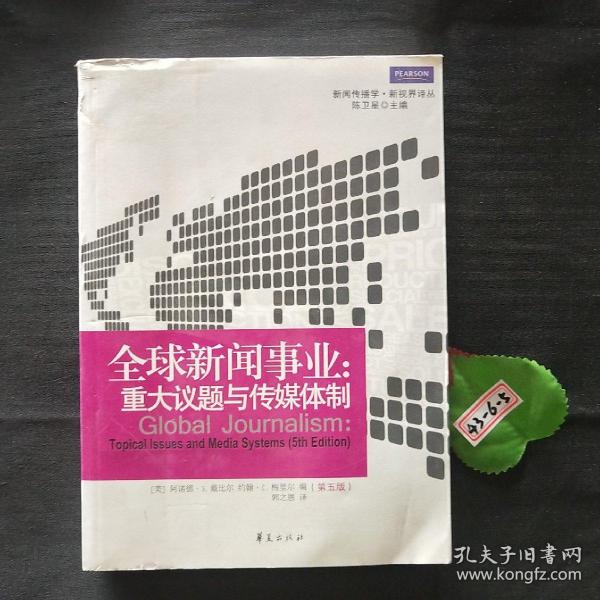 PEARSON
新闻传播学·新视界译丛
陈卫星◎主编
全球新闻事业:
重大议题与传媒体制
Global Journalism:
Topical Issues and Media Systems (5th Edition)
[美] 阿诺德·S. 戴比尔 约翰·C. 梅里尔 编 (第五版)
郭之恩 译
华夏出版社
43-6-5
孔夫子旧书网
www.kongfz.com